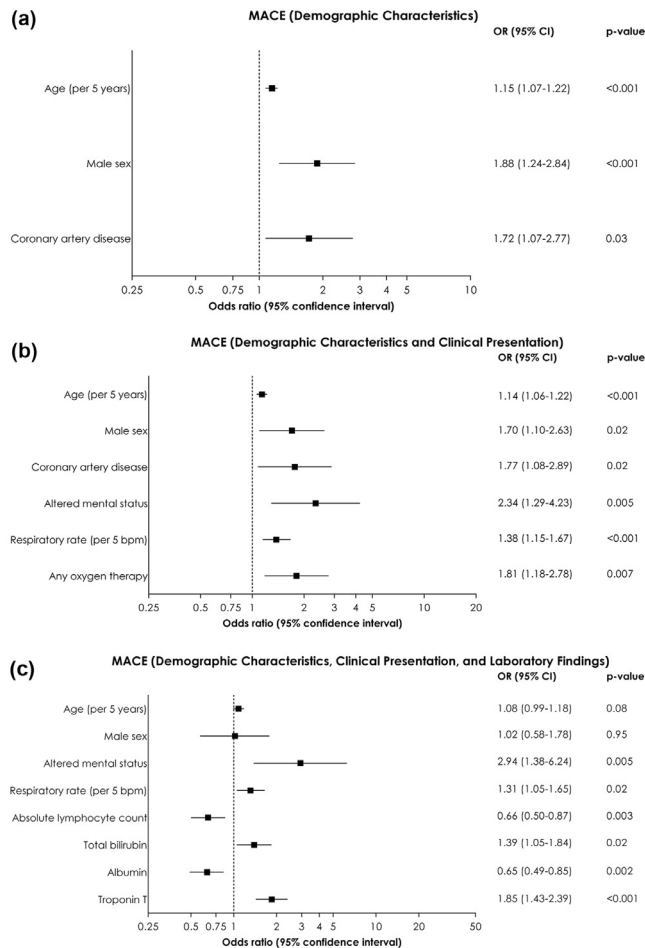 (a)
MACE (Demographic Characteristics)
OR (95% CI) p-value
Age (per 5 years) 1.15 (1.07-1.22) <0.001
Male sex 1.88 (1.24-2.84) <0.001
Coronary artery disease 1.72 (1.07-2.77) 0.03
0.25 0.5 0.75 1 2 3 4 5 10
Odds ratio (95% confidence interval)
(b)
MACE (Demographic Characteristics and Clinical Presentation)
OR (95% CI) p-value
Age (per 5 years) 1.14 (1.06-1.22) <0.001
Male sex 1.70 (1.10-2.63) 0.02
Coronary artery disease 1.77 (1.08-2.89) 0.02
Altered mental status 2.34 (1.29-4.23) 0.005
Respiratory rate (per 5 bpm) 1.38 (1.15-1.67) <0.001
Any oxygen therapy 1.81 (1.18-2.78) 0.007
0.25 0.5 0.75 1 2 3 4 5 10 20
Odds ratio (95% confidence interval)
(c)
MACE (Demographic Characteristics, Clinical Presentation, and Laboratory Findings)
OR (95% CI) p-value
Age (per 5 years) 1.08 (0.99-1.18) 0.08
Male sex 1.02 (0.58-1.78) 0.95
Altered mental status 2.94 (1.38-6.24) 0.005
Respiratory rate (per 5 bpm) 1.31 (1.05-1.65) 0.02
Absolute lymphocyte count 0.66 (0.50-0.87) 0.003
Total bilirubin 1.39 (1.05-1.84) 0.02
Albumin 0.65 (0.49-0.85) 0.002
Troponin T 1.85 (1.43-2.39) <0.001
0.25 0.5 0.75 1 2 3 4 5 10 20 50
Odds ratio (95% confidence interval)